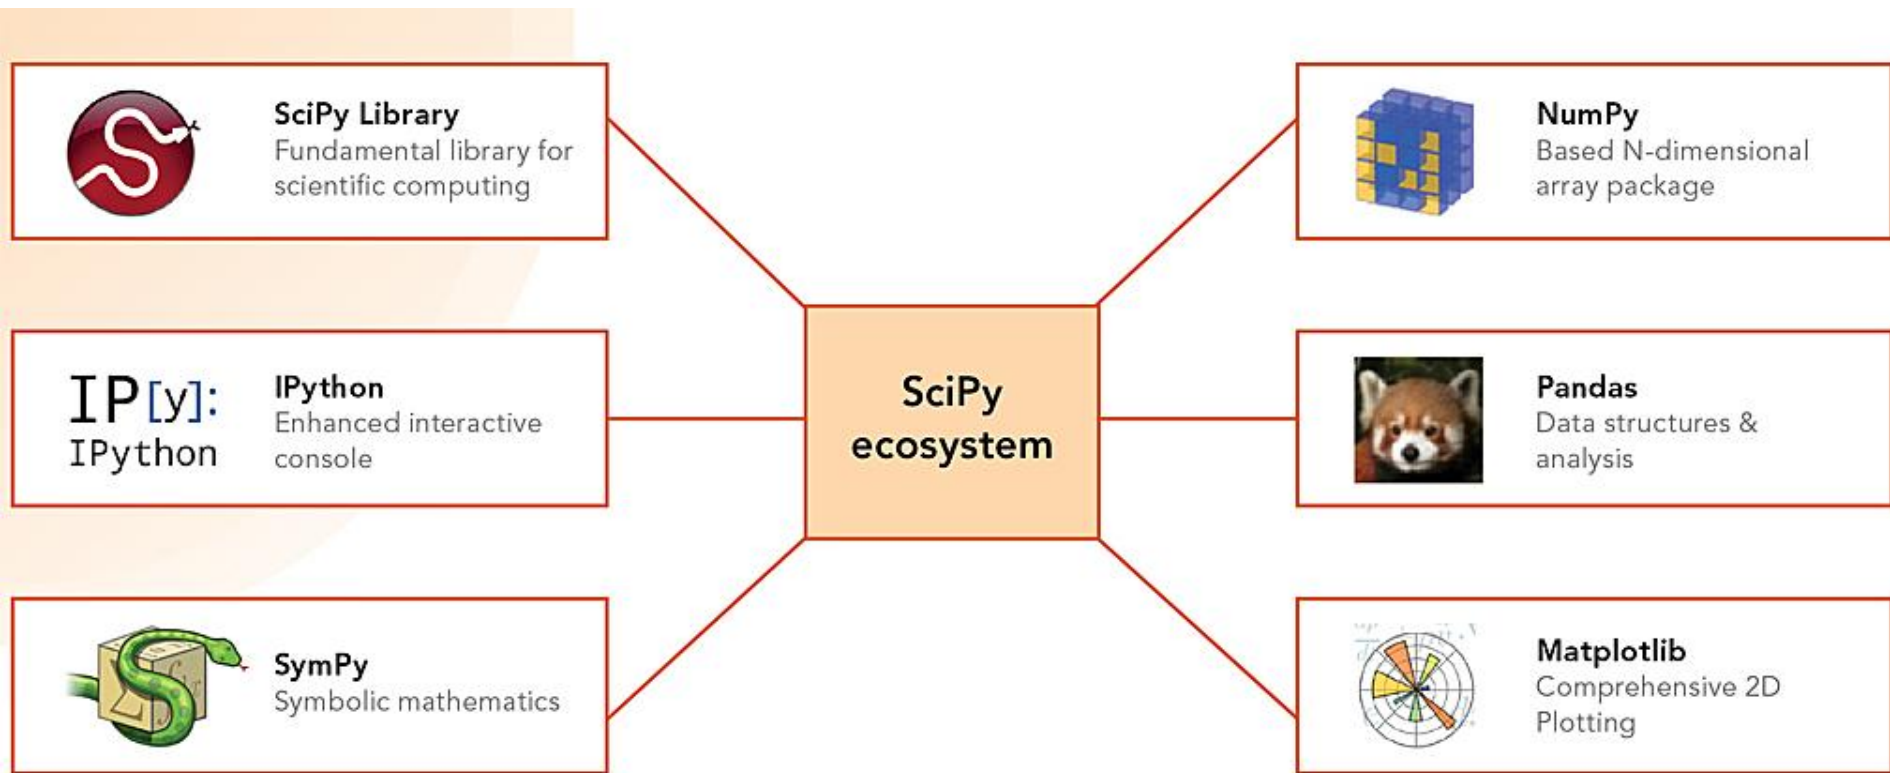 SciPy Library
Fundamental library for
scientific computing
IP[y]:
IPython
IPython
Enhanced interactive
console
SymPy
Symbolic mathematics
SciPy
ecosystem
NumPy
Based N-dimensional
array package
Pandas
Data structures &
analysis
Matplotlib
Comprehensive 2D
Plotting